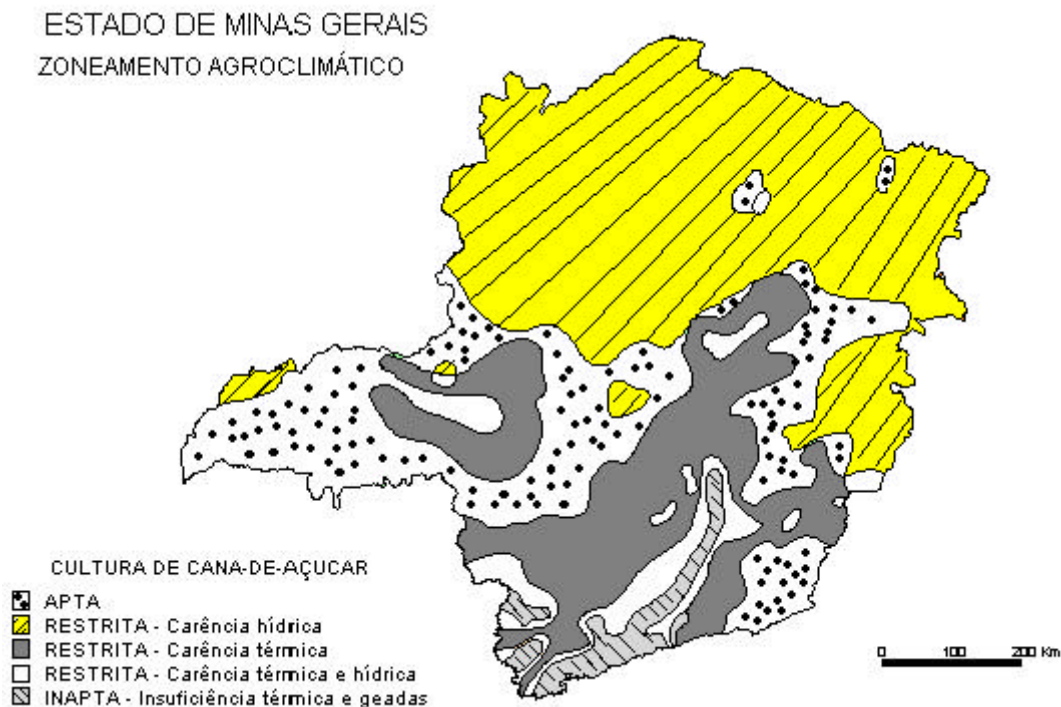 ESTADO DE MINAS GERAIS
ZONEAMENTO AGROCLIMÁTICO
CULTURA DE CANA-DE-AÇUCAR
APTA
RESTRITA - Carência hídrica
RESTRITA - Carência térmica
RESTRITA - Carência térmica e hídrica
INAPTA - Insuficiência térmica e geadas
0 100 200 Km